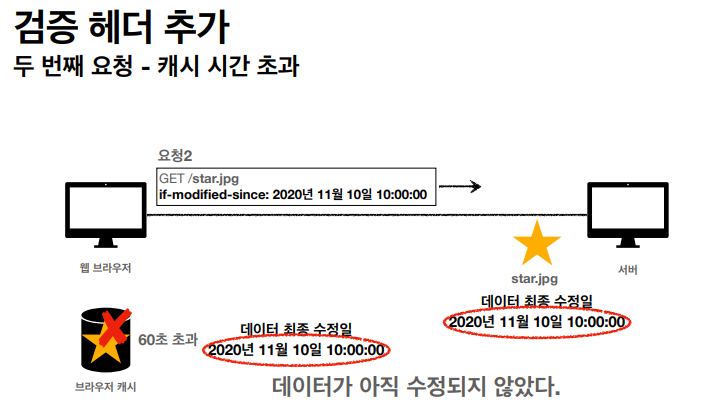 검증 헤더 추가
두 번째 요청 - 캐시 시간 초과
요청2
GET /star.jpg
if-modified-since: 2020년 11월 10일 10:00:00
웹 브라우저
star.jpg
서버
데이터 최종 수정일
2020년 11월 10일 10:00:00
60초 초과
데이터 최종 수정일
2020년 11월 10일 10:00:00
브라우저 캐시
데이터가 아직 수정되지 않았다.